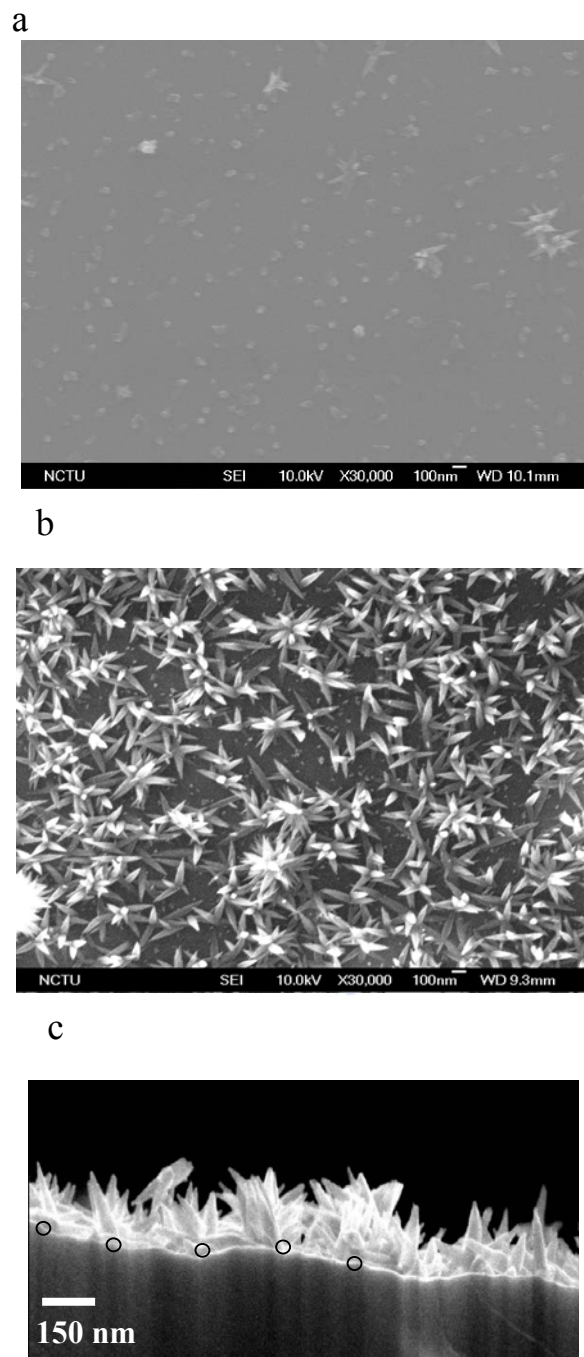 a
NCTU SEI 10.0kV X30,000 100nm WD 10.1mm
b
NCTU SEI 10.0kV X30,000 100nm WD 9.3mm
c
150 nm